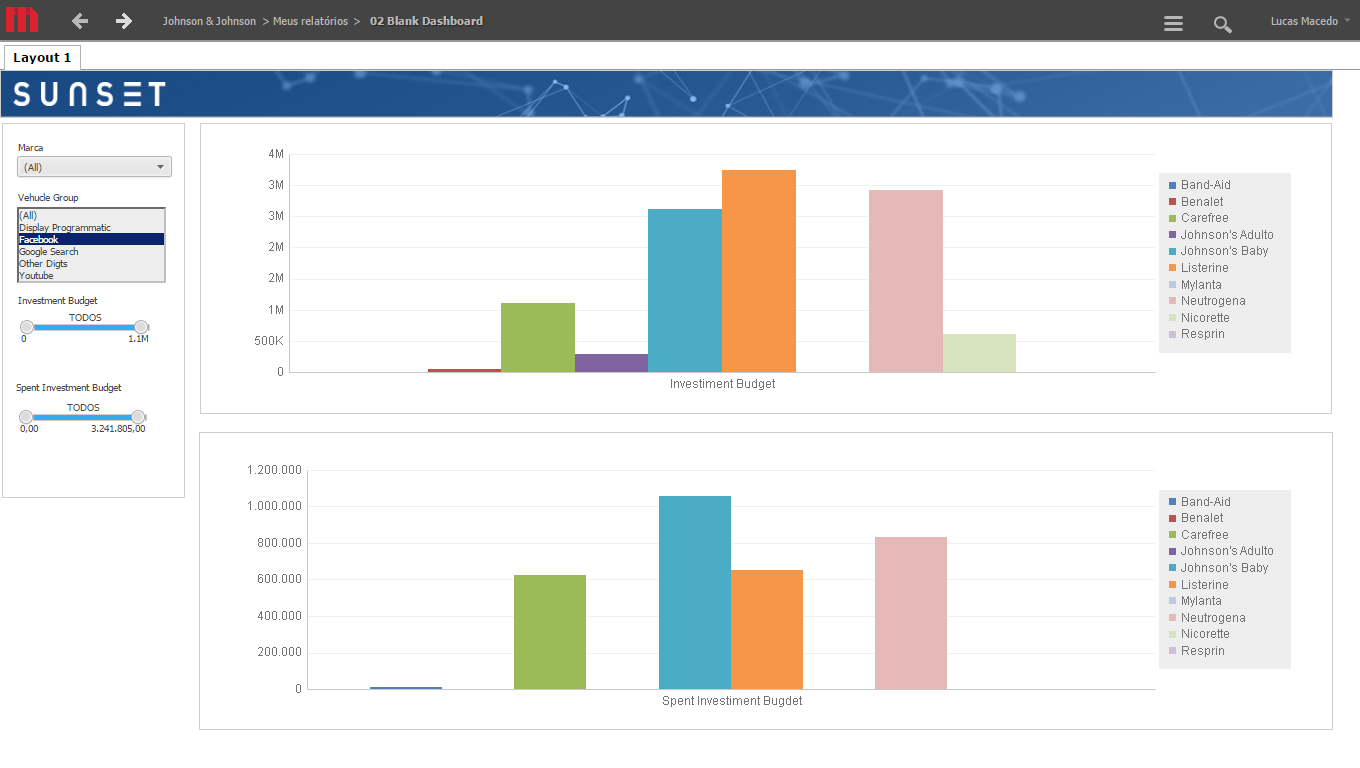 Johnson & Johnson > Meus relatórios > 02 Blank Dashboard
Lucas Macedo
Layout 1
SUNSET
Marca
(All)
Vehucle Group
(All)
Display Programmatic
Facebook
Google Search
Other Digts
Youtube
Investment Budget
TODOS
0 1.1M
Spent Investiment Budget
TODOS
0,00 3.241.805,00
4M
3M
3M
2M
2M
1M
500K
0
Investiment Budget
Band-Aid
Benalet
Carefree
Johnson's Adulto
Johnson's Baby
Listerine
Mylanta
Neutrogena
Nicorette
Resprin
1.200.000
1.000.000
800.000
600.000
400.000
200.000
0
Spent Investiment Bugdet
Band-Aid
Benalet
Carefree
Johnson's Adulto
Johnson's Baby
Listerine
Mylanta
Neutrogena
Nicorette
Resprin